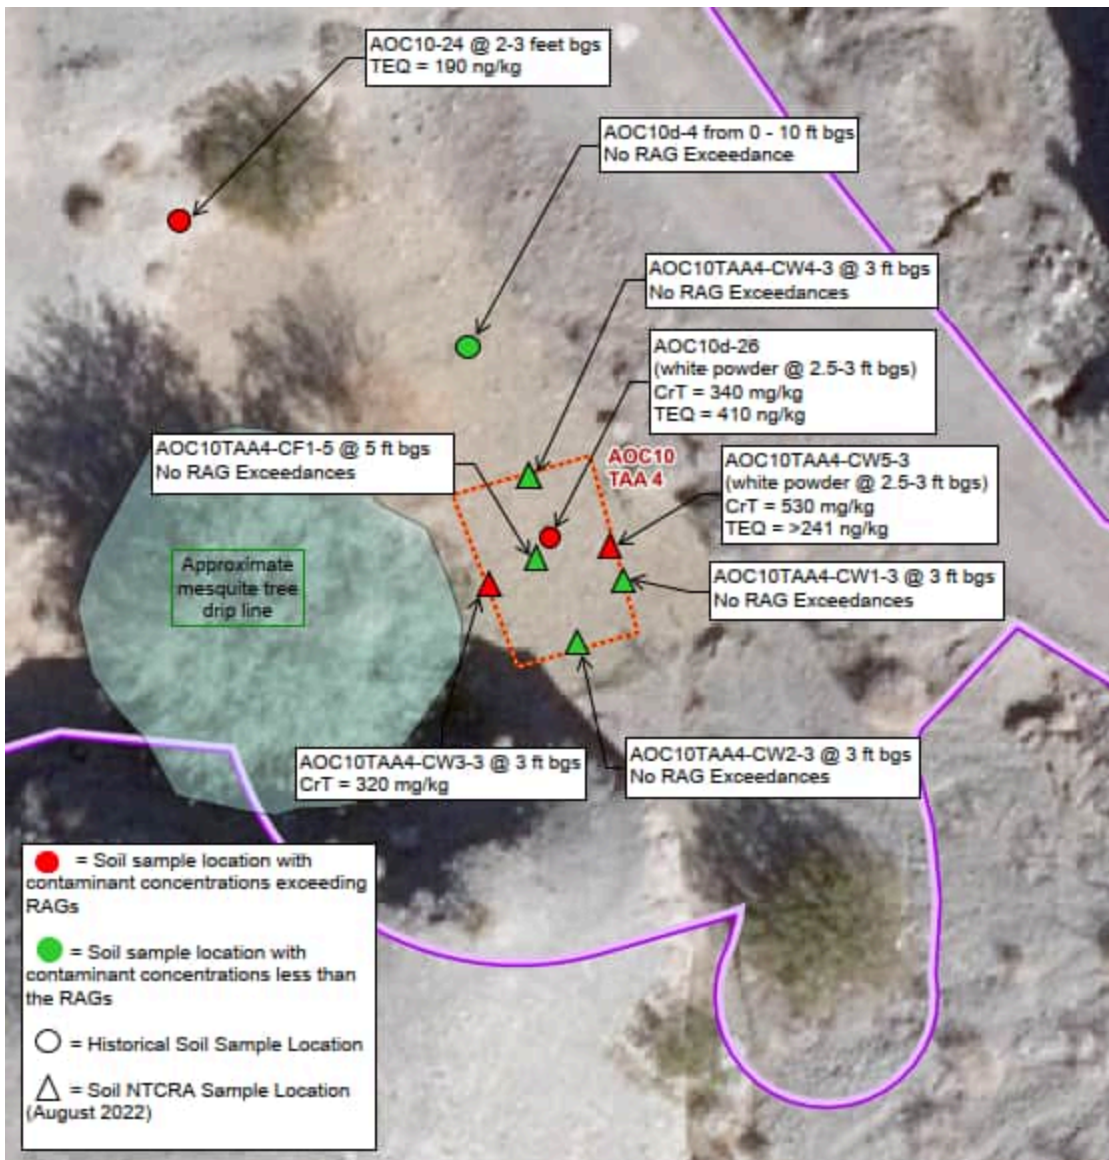 AOC10-24 @ 2-3 feet bgs
TEQ = 190 ng/kg
AOC10d-4 from 0 - 10 ft bgs
No RAG Exceedance
AOC10TAA4-CW4-3 @ 3 ft bgs
No RAG Exceedances
AOC10d-26
(white powder @ 2.5-3 ft bgs)
CrT = 340 mg/kg
TEQ = 410 ng/kg
AOC10TAA4-CF1-5 @ 5 ft bgs
No RAG Exceedances
AOC10
TAA 4
AOC10TAA4-CW5-3
(white powder @ 2.5-3 ft bgs)
CrT = 530 mg/kg
TEQ = >241 ng/kg
Approximate
mesquite tree
drip line
AOC10TAA4-CW1-3 @ 3 ft bgs
No RAG Exceedances
AOC10TAA4-CW3-3 @ 3 ft bgs
CrT = 320 mg/kg
AOC10TAA4-CW2-3 @ 3 ft bgs
No RAG Exceedances
= Soil sample location with
contaminant concentrations exceeding
RAGs
= Soil sample location with
contaminant concentrations less than
the RAGs
= Historical Soil Sample Location
= Soil NTCRA Sample Location
(August 2022)